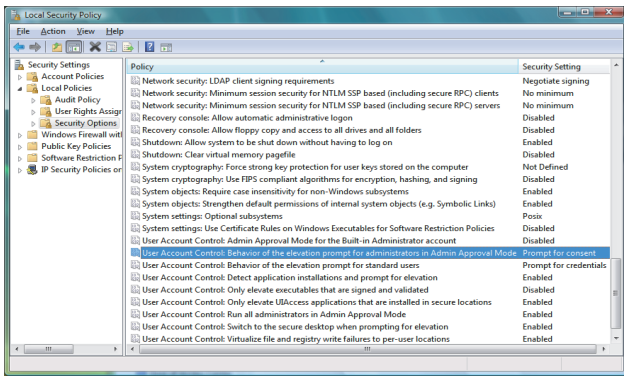 Local Security Policy
File Action View Help
Security Settings
Account Policies
Local Policies
Audit Policy
User Rights Assigr
Security Options
Windows Firewall witl
Public Key Policies
Software Restriction P
IP Security Policies or
Policy Security Setting
Network security: LDAP client signing requirements Negotiate signing
Network security: Minimum session security for NTLM SSP based (including secure RPC) clients No minimum
Network security: Minimum session security for NTLM SSP based (including secure RPC) servers No minimum
Recovery console: Allow automatic administrative logon Disabled
Recovery console: Allow floppy copy and access to all drives and all folders Disabled
Shutdown: Allow system to be shut down without having to log on Enabled
Shutdown: Clear virtual memory pagefile Disabled
System cryptography: Force strong key protection for user keys stored on the computer Not Defined
System cryptography: Use FIPS compliant algorithms for encryption, hashing, and signing Disabled
System objects: Require case insensitivity for non-Windows subsystems Enabled
System objects: Strengthen default permissions of internal system objects (e.g. Symbolic Links) Enabled
System settings: Optional subsystems Posix
System settings: Use Certificate Rules on Windows Executables for Software Restriction Policies Disabled
User Account Control: Admin Approval Mode for the Built-in Administrator account Disabled
User Account Control: Behavior of the elevation prompt for administrators in Admin Approval Mode Prompt for consent
User Account Control: Behavior of the elevation prompt for standard users Prompt for credentials
User Account Control: Detect application installations and prompt for elevation Enabled
User Account Control: Only elevate executables that are signed and validated Disabled
User Account Control: Only elevate UIAccess applications that are installed in secure locations Enabled
User Account Control: Run all administrators in Admin Approval Mode Enabled
User Account Control: Switch to the secure desktop when prompting for elevation Enabled
User Account Control: Virtualize file and registry write failures to per-user locations Enabled